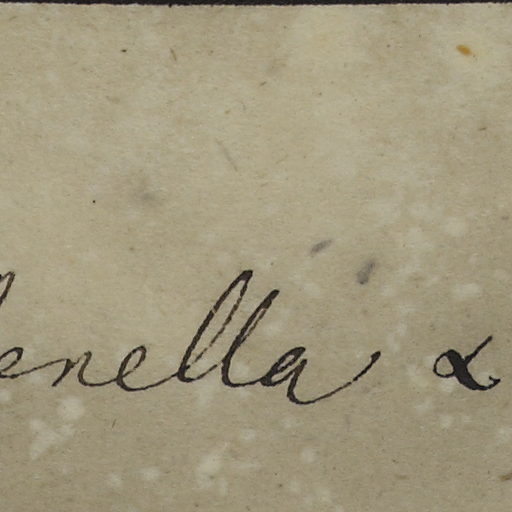 enella α